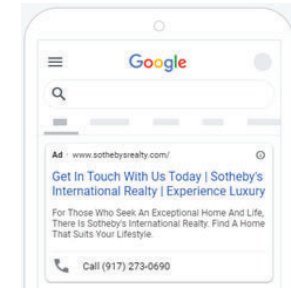 Google
Ad · www.sothebysrealty.com/
Get In Touch With Us Today | Sotheby's
International Realty | Experience Luxury
For Those Who Seek An Exceptional Home And Life,
There Is Sotheby's International Realty. Find A Home
That Suits Your Lifestyle.
Call (917) 273-0690